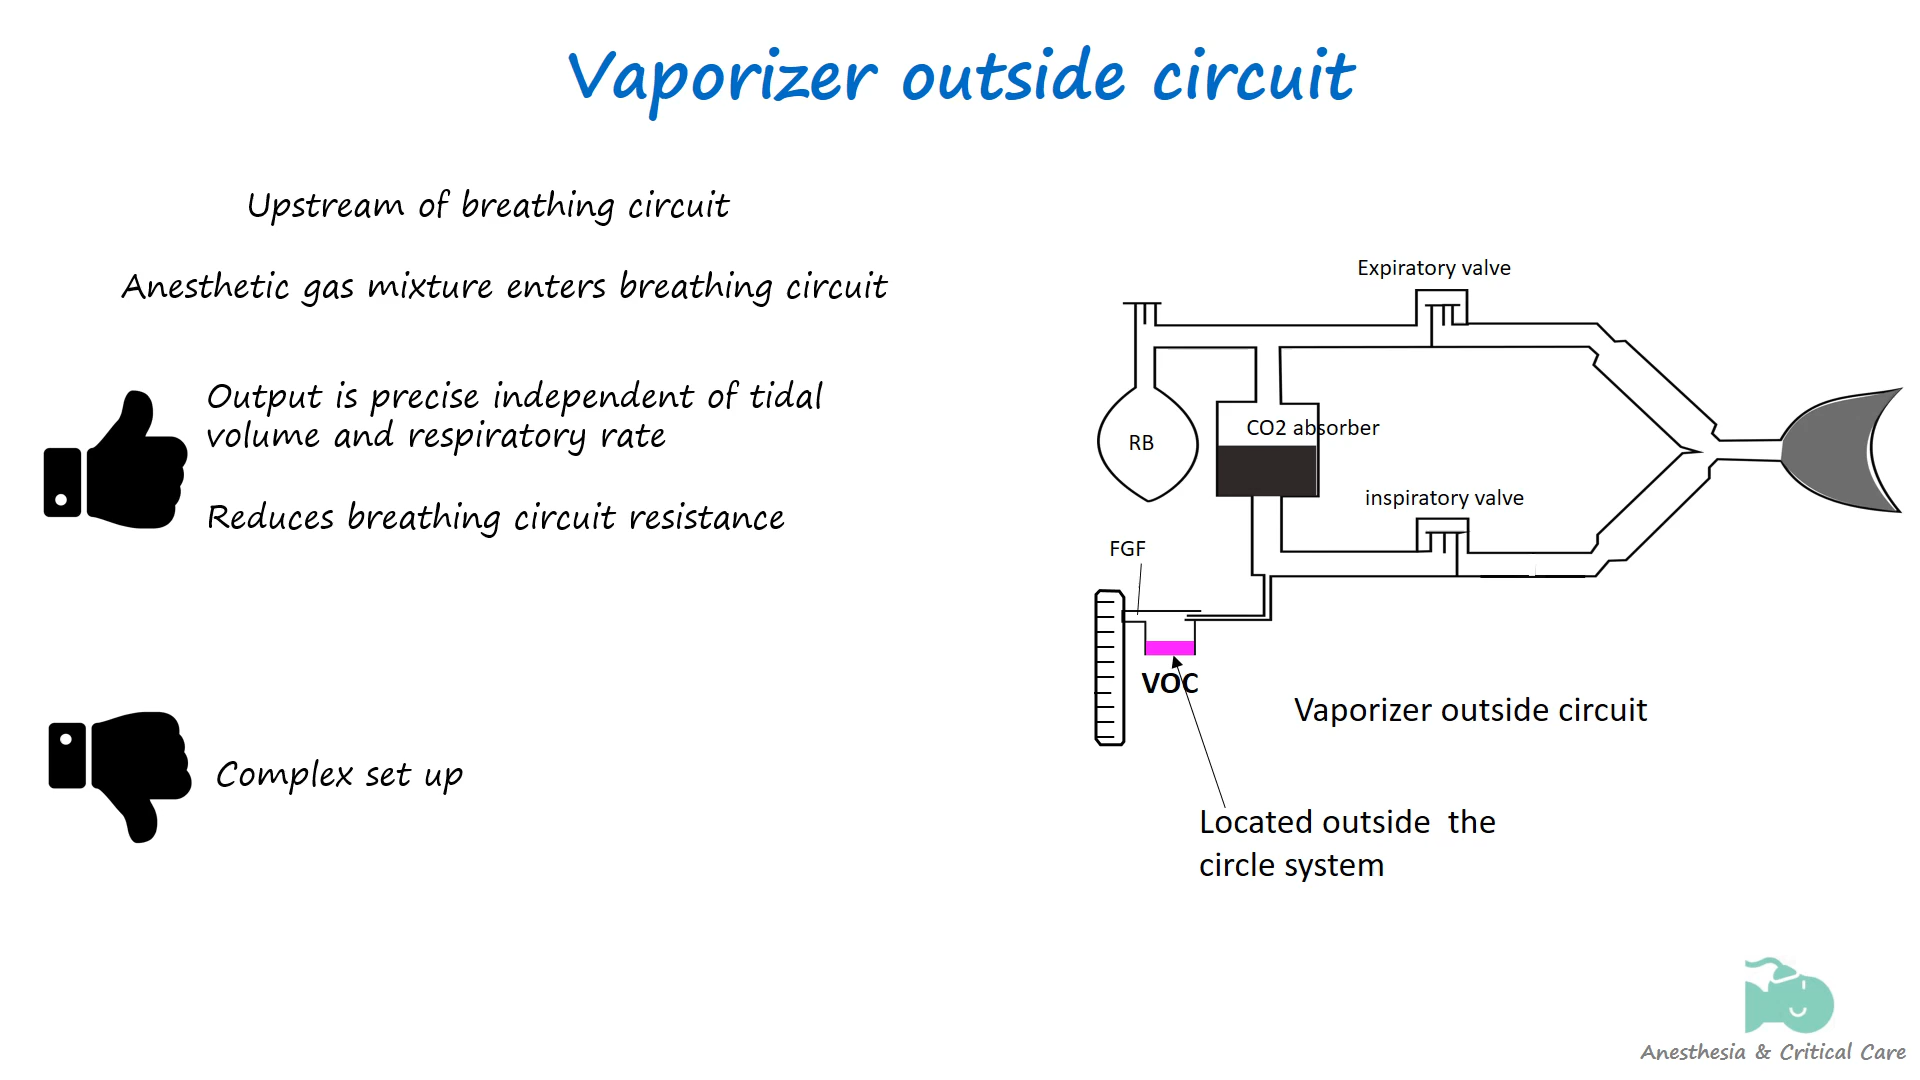 Vaporizer outside circuit
Upstream of breathing circuit
Anesthetic gas mixture enters breathing circuit
Output is precise independent of tidal
volume and respiratory rate
Reduces breathing circuit resistance
Complex set up
Expiratory valve
CO2 absorber
RB
inspiratory valve
FGF
VOC
Vaporizer outside circuit
Located outside the
circle system
Anesthesia & Critical Care